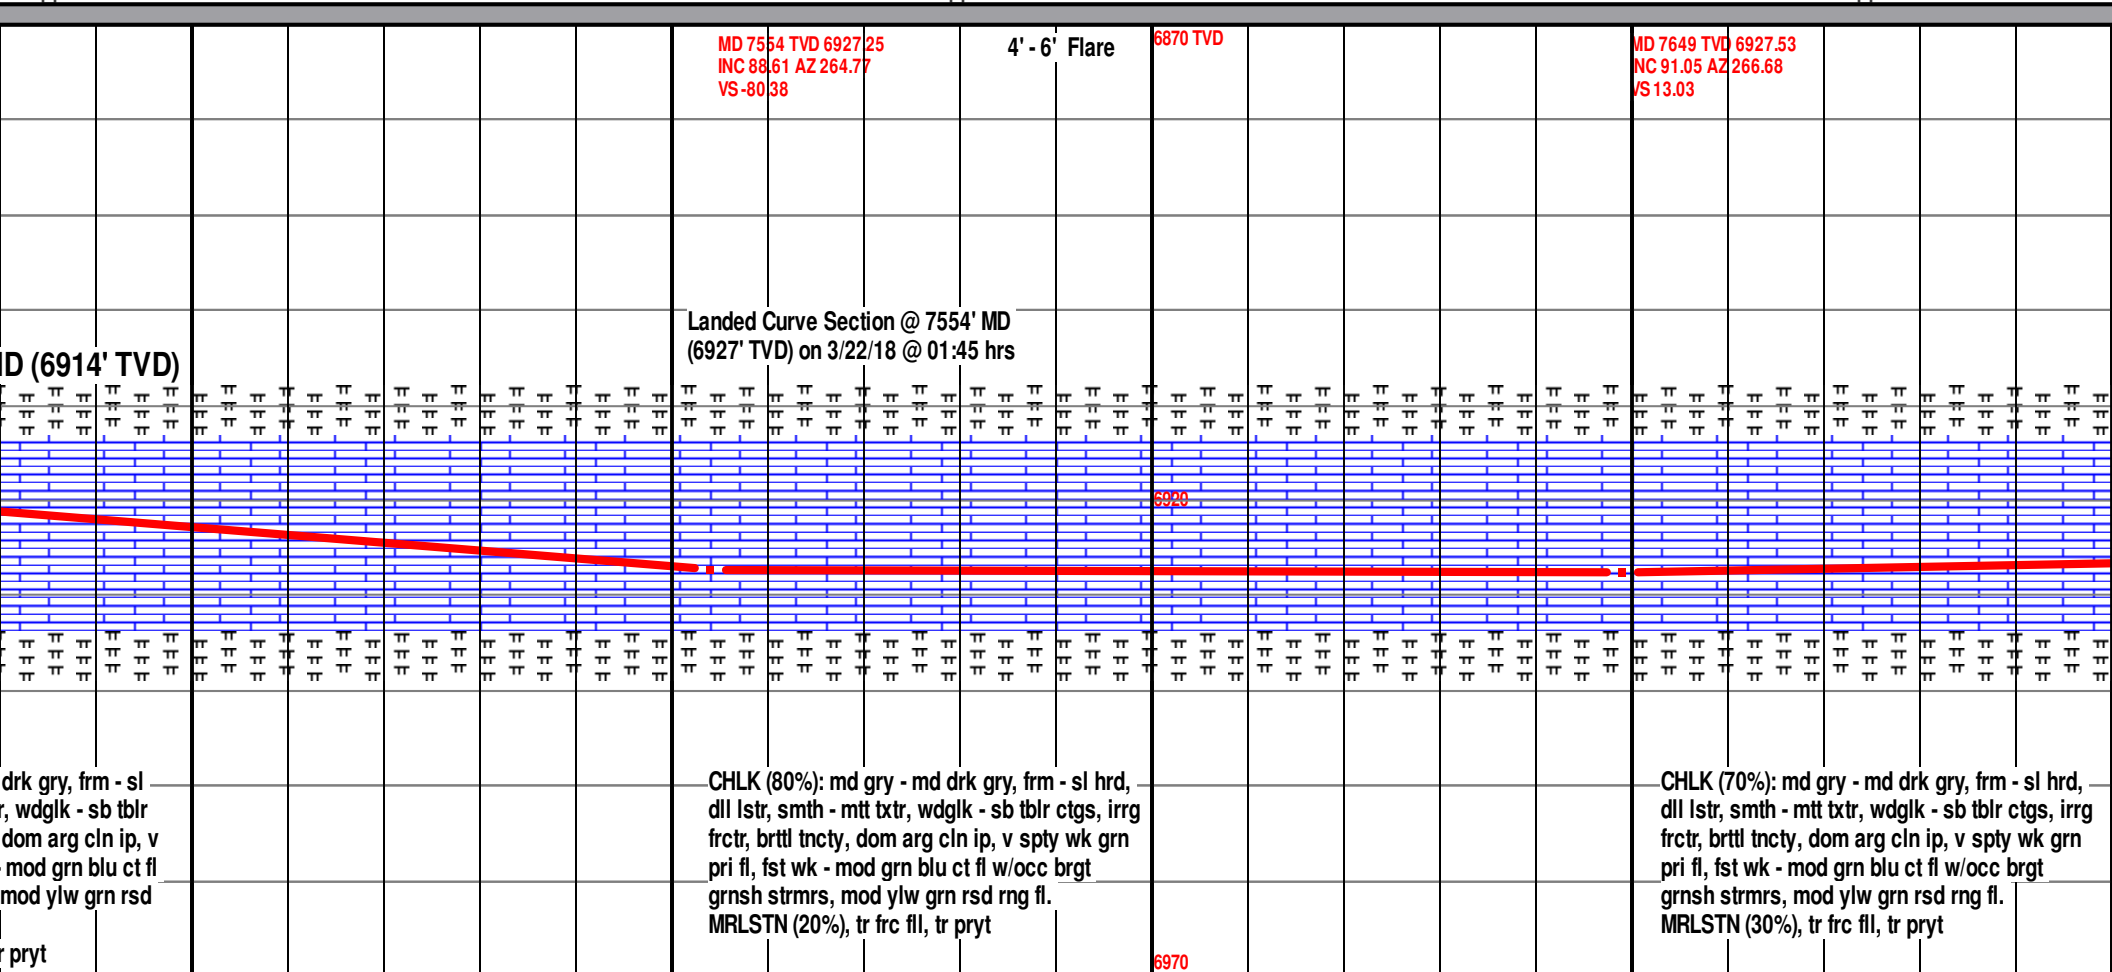 MD 7554 TVD 6927.25
INC 88.61 AZ 264.77
VS -80.38
4' - 6' Flare
6870 TVD
MD 7649 TVD 6927.53
INC 91.05 AZ 266.68
VS 13.03
Landed Curve Section @ 7554' MD
(6927' TVD) on 3/22/18 @ 01:45 hrs
MD (6914' TVD)
6920
drk gry, frm - sl
r, wdglk - sb tblr
dom arg cln ip, v
- mod grn blu ct fl
mod ylw grn rsd
r pryt
CHLK (80%): md gry - md drk gry, frm - sl hrd,
dll lstr, smth - mtt txtr, wdglk - sb tblr ctgs, irrg
frctr, brttl tncty, dom arg cln ip, v spty wk grn
pri fl, fst wk - mod grn blu ct fl w/occ brgt
grnsh strmrs, mod ylw grn rsd rng fl.
MRLSTN (20%), tr frc fll, tr pryt
6970
CHLK (70%): md gry - md drk gry, frm - sl hrd,
dll lstr, smth - mtt txtr, wdglk - sb tblr ctgs, irrg
frctr, brttl tncty, dom arg cln ip, v spty wk grn
pri fl, fst wk - mod grn blu ct fl w/occ brgt
grnsh strmrs, mod ylw grn rsd rng fl.
MRLSTN (30%), tr frc fll, tr pryt